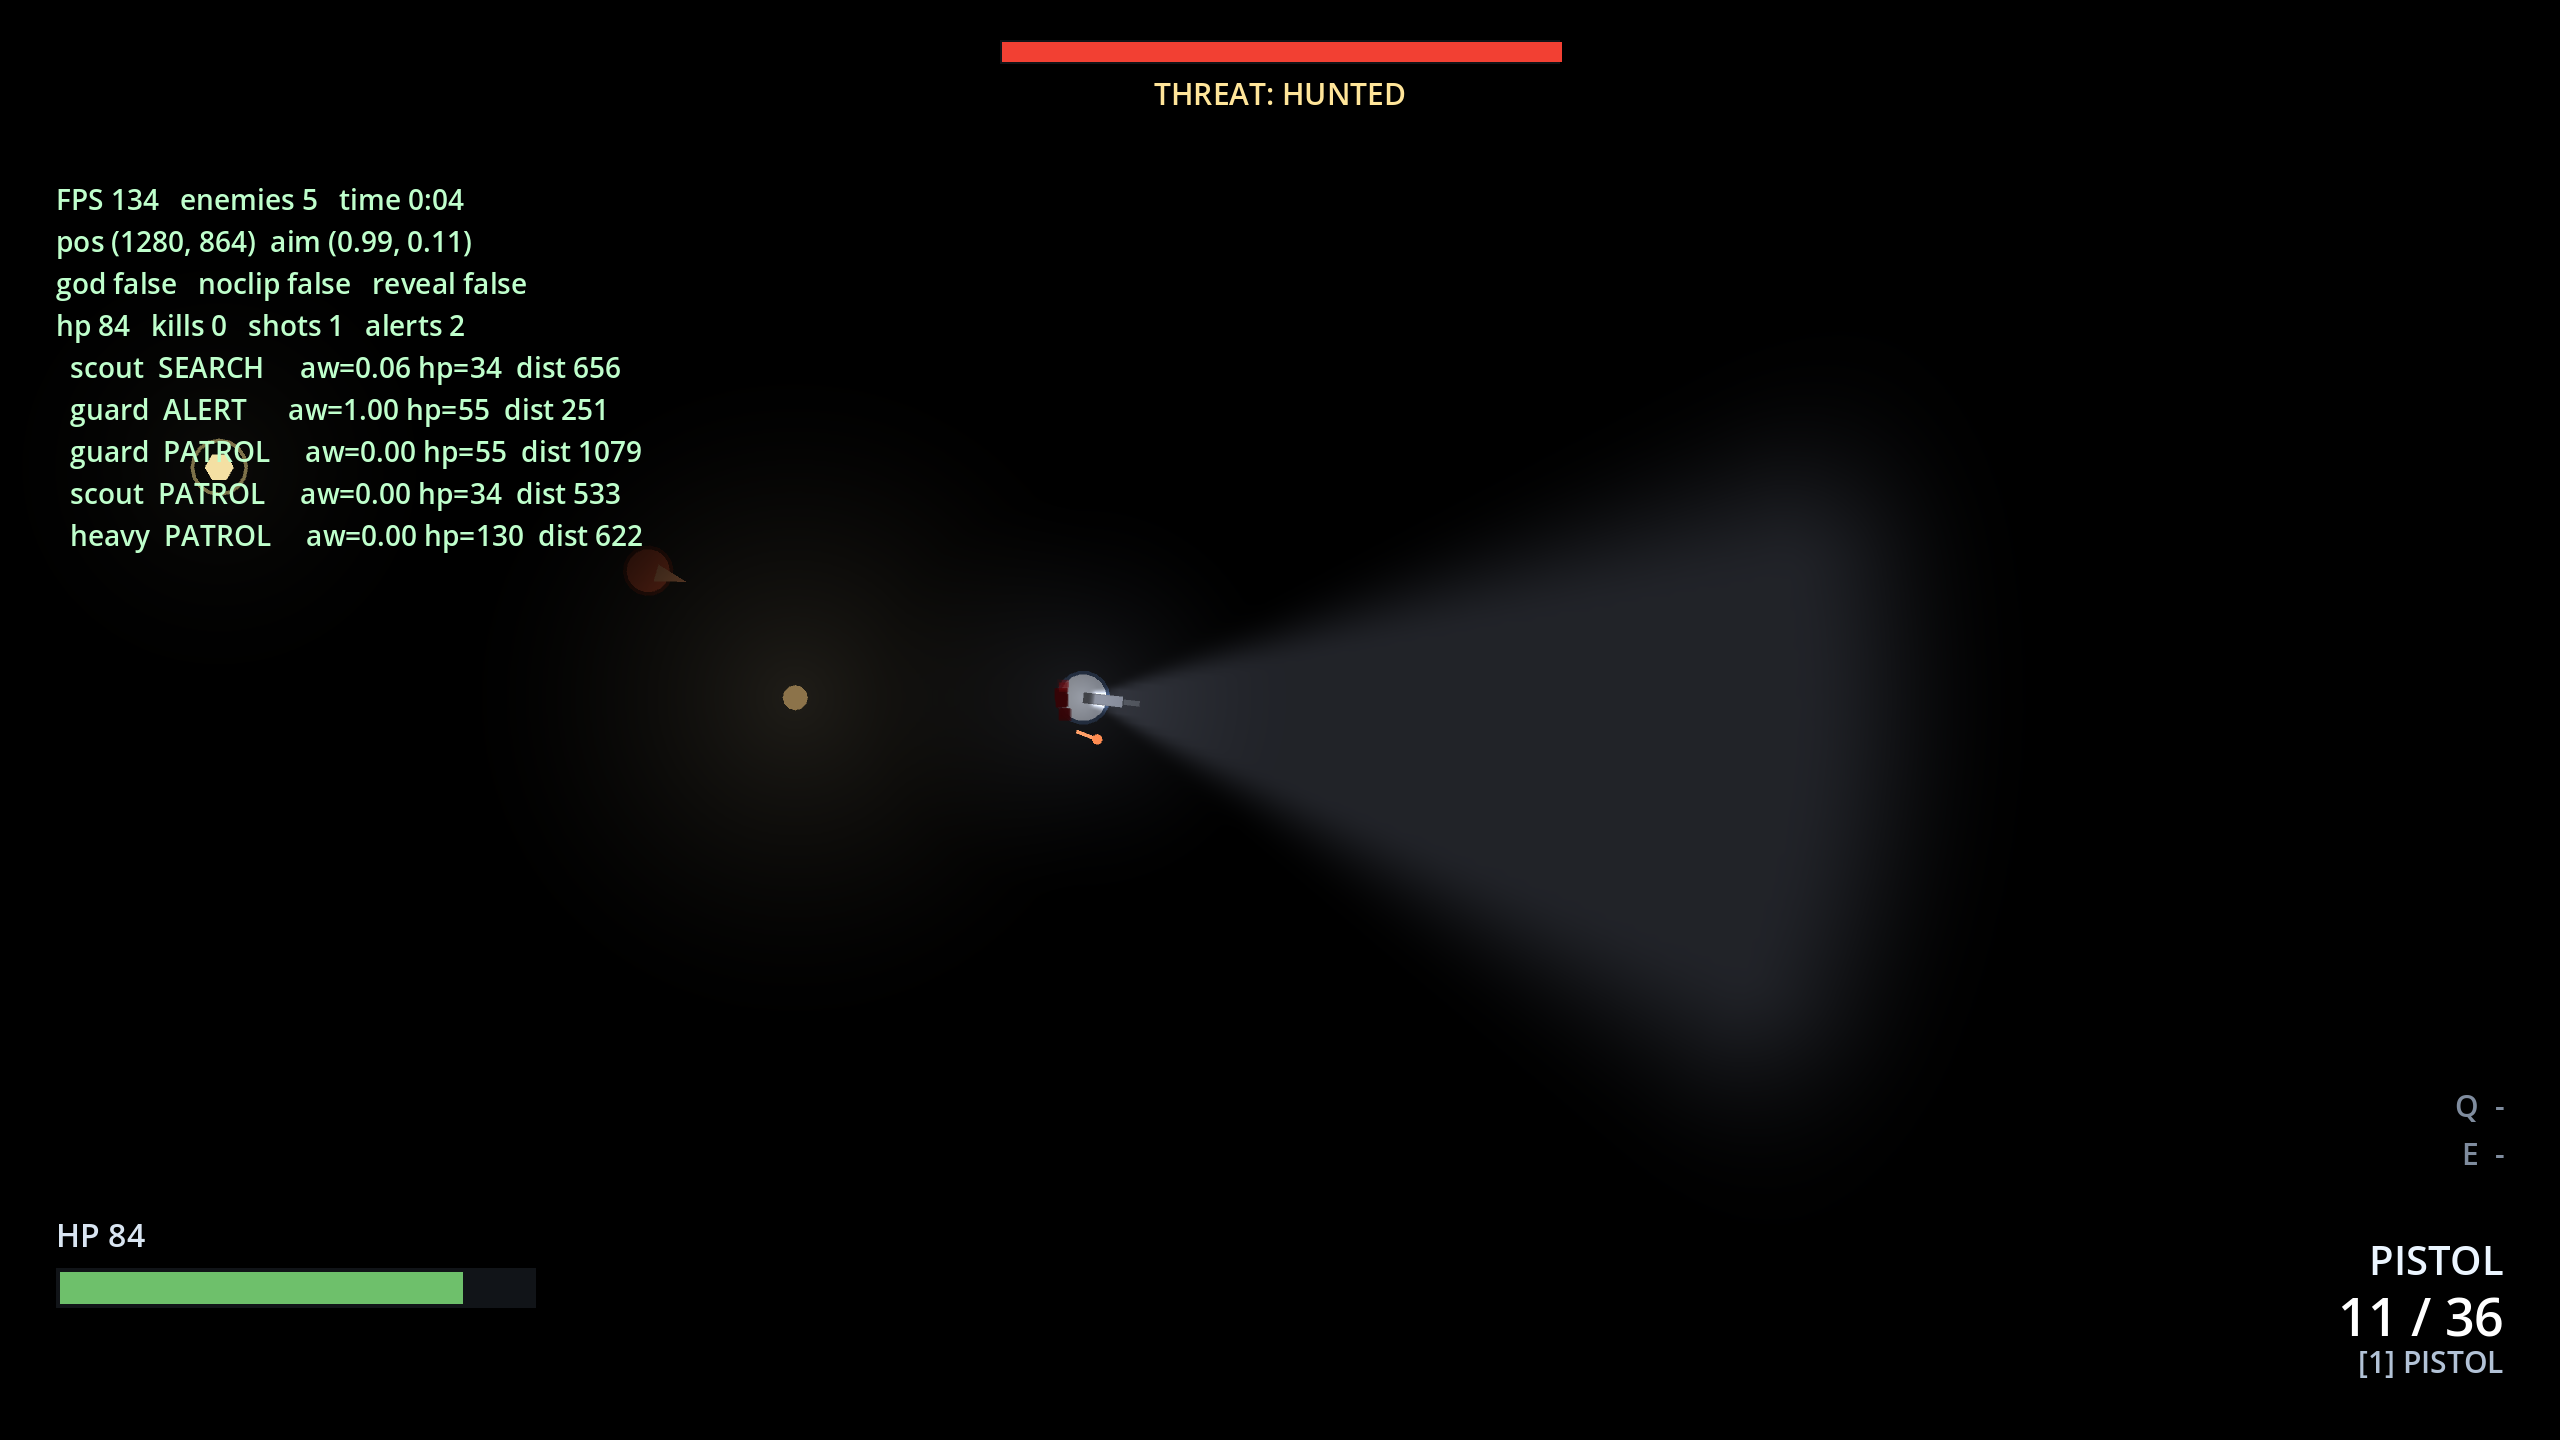 THREAT: HUNTED
FPS 134 enemies 5 time 0:04
pos (1280, 864) aim (0.99, 0.11)
god false noclip false reveal false
hp 84 kills 0 shots 1 alerts 2
scout SEARCH aw=0.06 hp=34 dist 656
guard ALERT aw=1.00 hp=55 dist 251
guard PATROL aw=0.00 hp=55 dist 1079
scout PATROL aw=0.00 hp=34 dist 533
heavy PATROL aw=0.00 hp=130 dist 622
Q -
E -
HP 84
PISTOL
11 / 36
[1] PISTOL